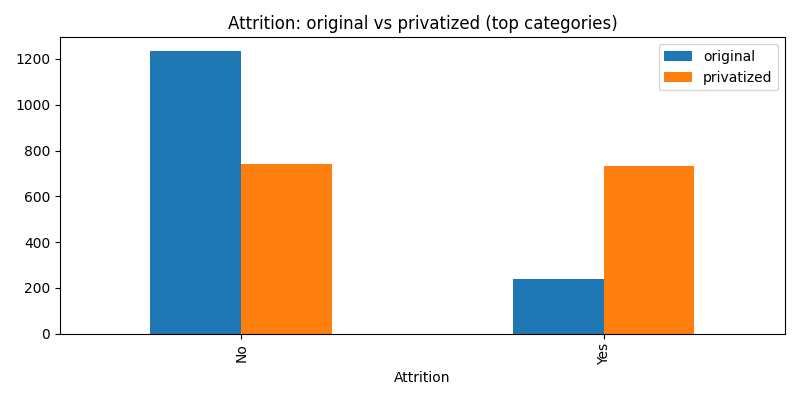 Attrition: original vs privatized (top categories)
original
privatized
1200
1000
800
600
400
200
0
No
Yes
Attrition